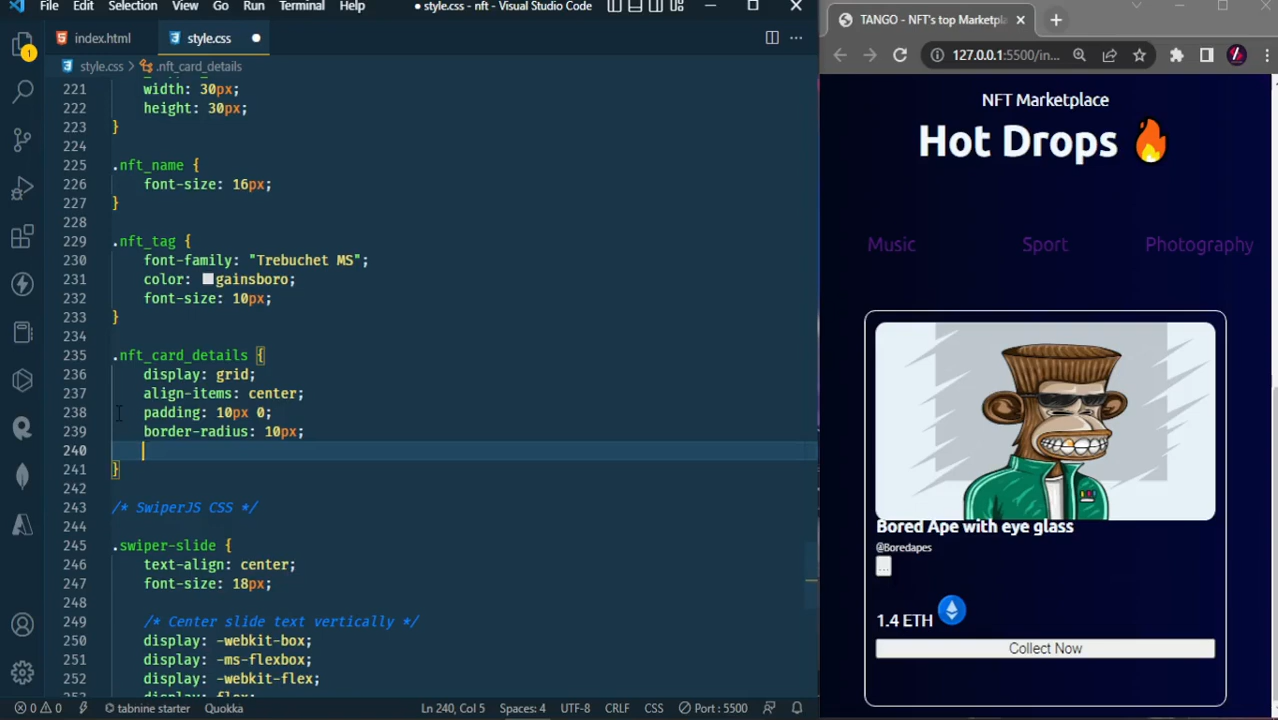 File Edit Selection View Go Run Terminal Help
style.css - nft - Visual Studio Code
index.html
style.css
style.css > .nft_card_details
221 width: 30px;
222 height: 30px;
223 }
224
225 .nft_name {
226 font-size: 16px;
227 }
228
229 .nft_tag {
230 font-family: "Trebuchet MS";
231 color: gainsboro;
232 font-size: 10px;
233 }
234
235 .nft_card_details {
236 display: grid;
237 align-items: center;
238 padding: 10px 0;
239 border-radius: 10px;
240
241 }
242
243 /* SwiperJS CSS */
244
245 .swiper-slide {
246 text-align: center;
247 font-size: 18px;
248
249 /* Center slide text vertically */
250 display: -webkit-box;
251 display: -ms-flexbox;
252 display: -webkit-flex;
253 display: flex;
1
0 0 tabnine starter Quokka Ln 240, Col 5 Spaces: 4 UTF-8 CRLF CSS Port : 5500
TANGO - NFT's top Marketpla
127.0.0.1:5500/in...
NFT Marketplace
Hot Drops 🔥
Music Sport Photography
Bored Ape with eye glass
@Boredapes
...
1.4 ETH
Collect Now